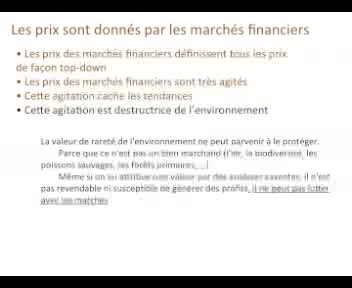 Les prix sont donnés par les marchés financiers
• Les prix des marchés financiers définissent tous les prix
de façon top-down
• Les prix des marchés financiers sont très agités
• Cette agitation cache les tendances
• Cette agitation est destructrice de l'environnement
La valeur de rareté de l'environnement ne peut parvenir à le protéger.
Parce que ce n'est pas un bien marchand (l'air, la biodiversité, les
poissons sauvages, les forêts primaires, ...)
Même si on lui attribue une valeur par des analyses savantes, il n'est
pas revendable ni susceptible de générer des profits, il ne peut pas lutter
avec les marchés